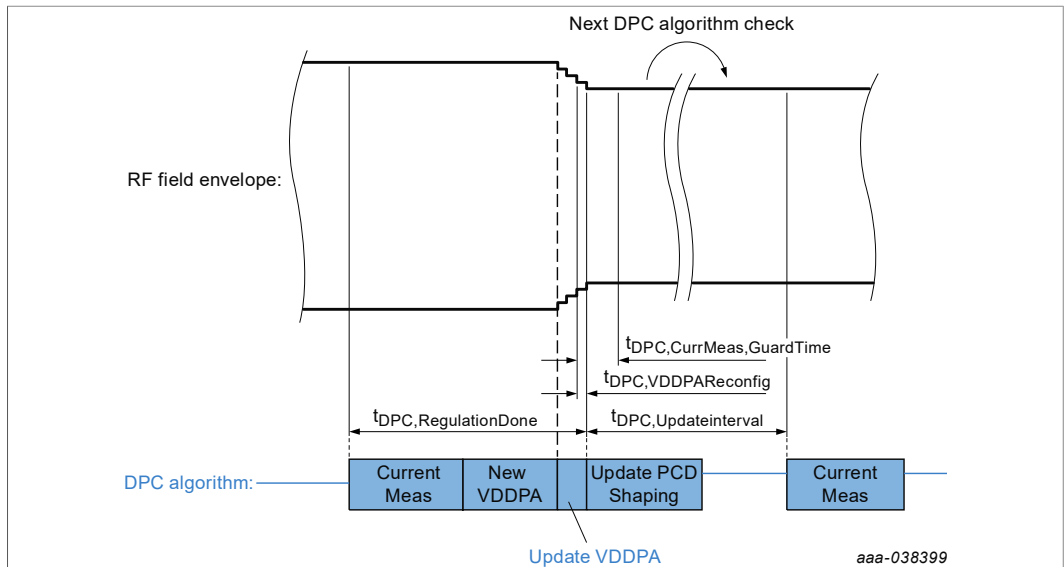 Next DPC algorithm check
RF field envelope:
tDPC,CurrMeas,GuardTime
tDPC,VDDPAReconfig
tDPC,RegulationDone
tDPC,Updateinterval
DPC algorithm:
Current
Meas
New
VDDPA
Update PCD
Shaping
Current
Meas
Update VDDPA
aaa-038399